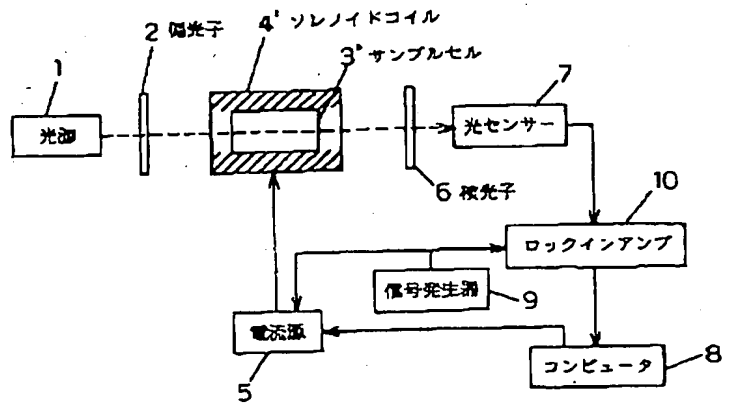 4' ソレノイドコイル
2 偏光子
3' サンプルセル
1
光源
7
光センサー
6 検光子
10
ロックインアンプ
信号発生器
9
電流源
5
コンピュータ
8